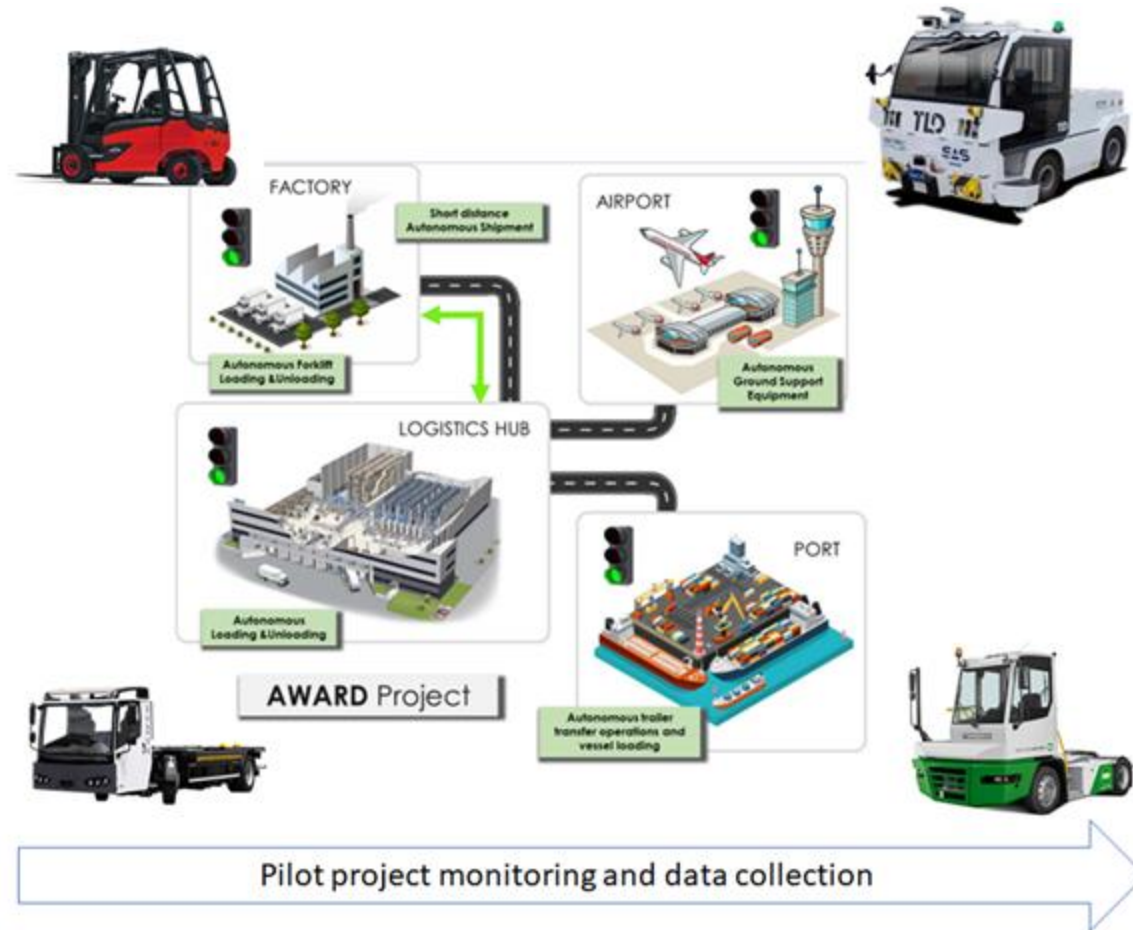 TLD
FACTORY
Short distance
Autonomous Shipment
AIRPORT
Autonomous Forklift
Loading &Unloading
Autonomous
Ground Support
Equipment
LOGISTICS HUB
PORT
Autonomous
Loading &Unloading
AWARD Project
Autonomous trailer
transfer operations and
vessel loading
Pilot project monitoring and data collection